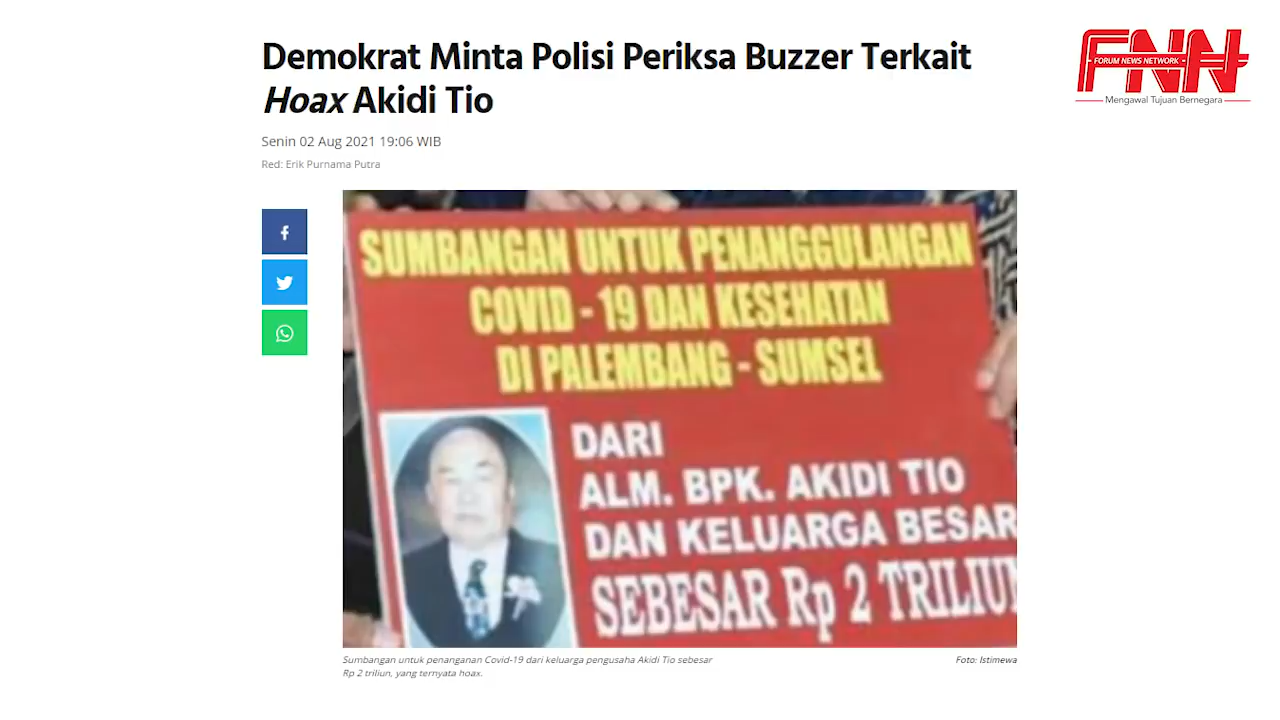 Demokrat Minta Polisi Periksa Buzzer Terkait
Hoax Akidi Tio
Senin 02 Aug 2021 19:06 WIB
Red: Erik Purnama Putra
FNN
FORUM NEWS NETWORK
Mengawal Tujuan Bernegara
SUMBANGAN UNTUK PENANGGULANGAN
COVID - 19 DAN KESEHATAN
DI PALEMBANG - SUMSEL
DARI
ALM. BPK. AKIDI TIO
DAN KELUARGA BESAR
SEBESAR Rp 2 TRILIUN
Sumbangan untuk penanganan Covid-19 dari keluarga pengusaha Akidi Tio sebesar
Rp 2 triliun, yang ternyata hoax.
Foto: Istimewa